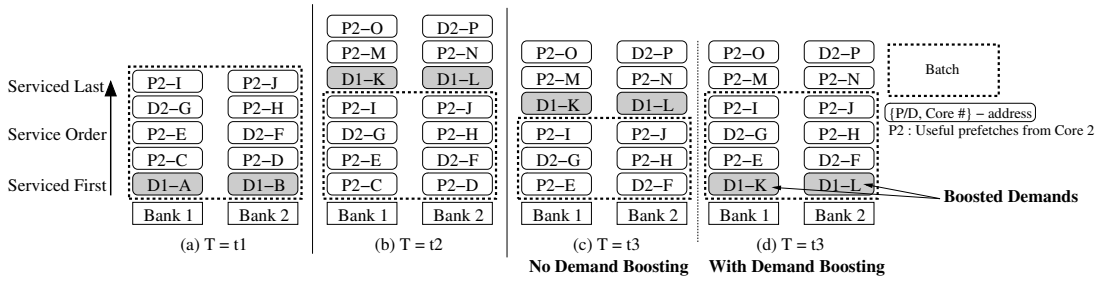 P2−O D2−P
P2−M P2−N
D1−K D1−L
P2−O D2−P
P2−M P2−N
D1−K D1−L
P2−O D2−P
P2−M P2−N
Batch
Serviced Last
Service Order
Serviced First
P2−I P2−J
D2−G P2−H
P2−E D2−F
P2−C P2−D
D1−A D1−B
Bank 1 Bank 2
P2−I P2−J
D2−G P2−H
P2−E D2−F
P2−C P2−D
Bank 1 Bank 2
P2−I P2−J
D2−G P2−H
P2−E D2−F
Bank 1 Bank 2
P2−I P2−J
D2−G P2−H
P2−E D2−F
D1−K D1−L
Bank 1 Bank 2
{P/D, Core #} − address
P2 : Useful prefetches from Core 2
Boosted Demands
(a) T = t1
(b) T = t2
(c) T = t3
(d) T = t3
No Demand Boosting
With Demand Boosting